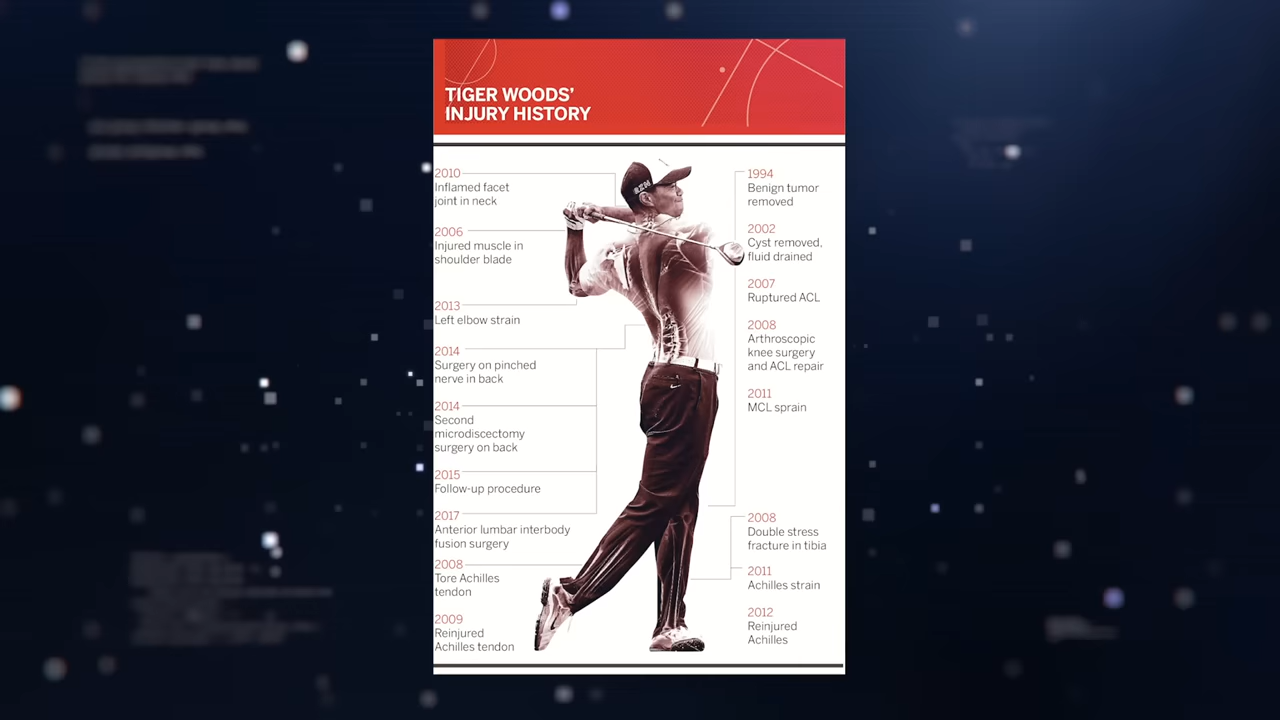 TIGER WOODS'
INJURY HISTORY
2010
Inflamed facet
joint in neck
2006
Injured muscle in
shoulder blade
2013
Left elbow strain
2014
Surgery on pinched
nerve in back
2014
Second
microdiscectomy
surgery on back
2015
Follow-up procedure
2017
Anterior lumbar interbody
fusion surgery
2008
Tore Achilles
tendon
2009
Reinjured
Achilles tendon
1994
Benign tumor
removed
2002
Cyst removed,
fluid drained
2007
Ruptured ACL
2008
Arthroscopic
knee surgery
and ACL repair
2011
MCL sprain
2008
Double stress
fracture in tibia
2011
Achilles strain
2012
Reinjured
Achilles